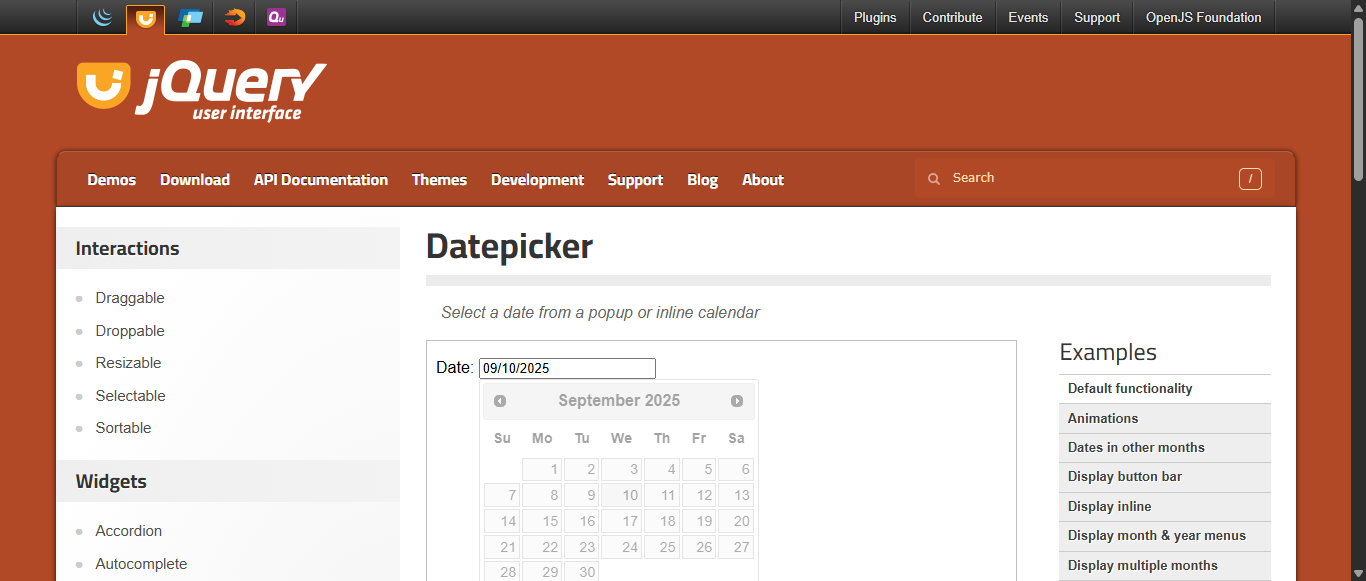 Plugins Contribute Events Support OpenJS Foundation
jQuery
user interface
Demos Download API Documentation Themes Development Support Blog About Search /
Interactions
Draggable
Droppable
Resizable
Selectable
Sortable
Widgets
Accordion
Autocomplete
Datepicker
Select a date from a popup or inline calendar
Date: 09/10/2025
September 2025
Su Mo Tu We Th Fr Sa
1 2 3 4 5 6
7 8 9 10 11 12 13
14 15 16 17 18 19 20
21 22 23 24 25 26 27
28 29 30
Examples
Default functionality
Animations
Dates in other months
Display button bar
Display inline
Display month & year menus
Display multiple months